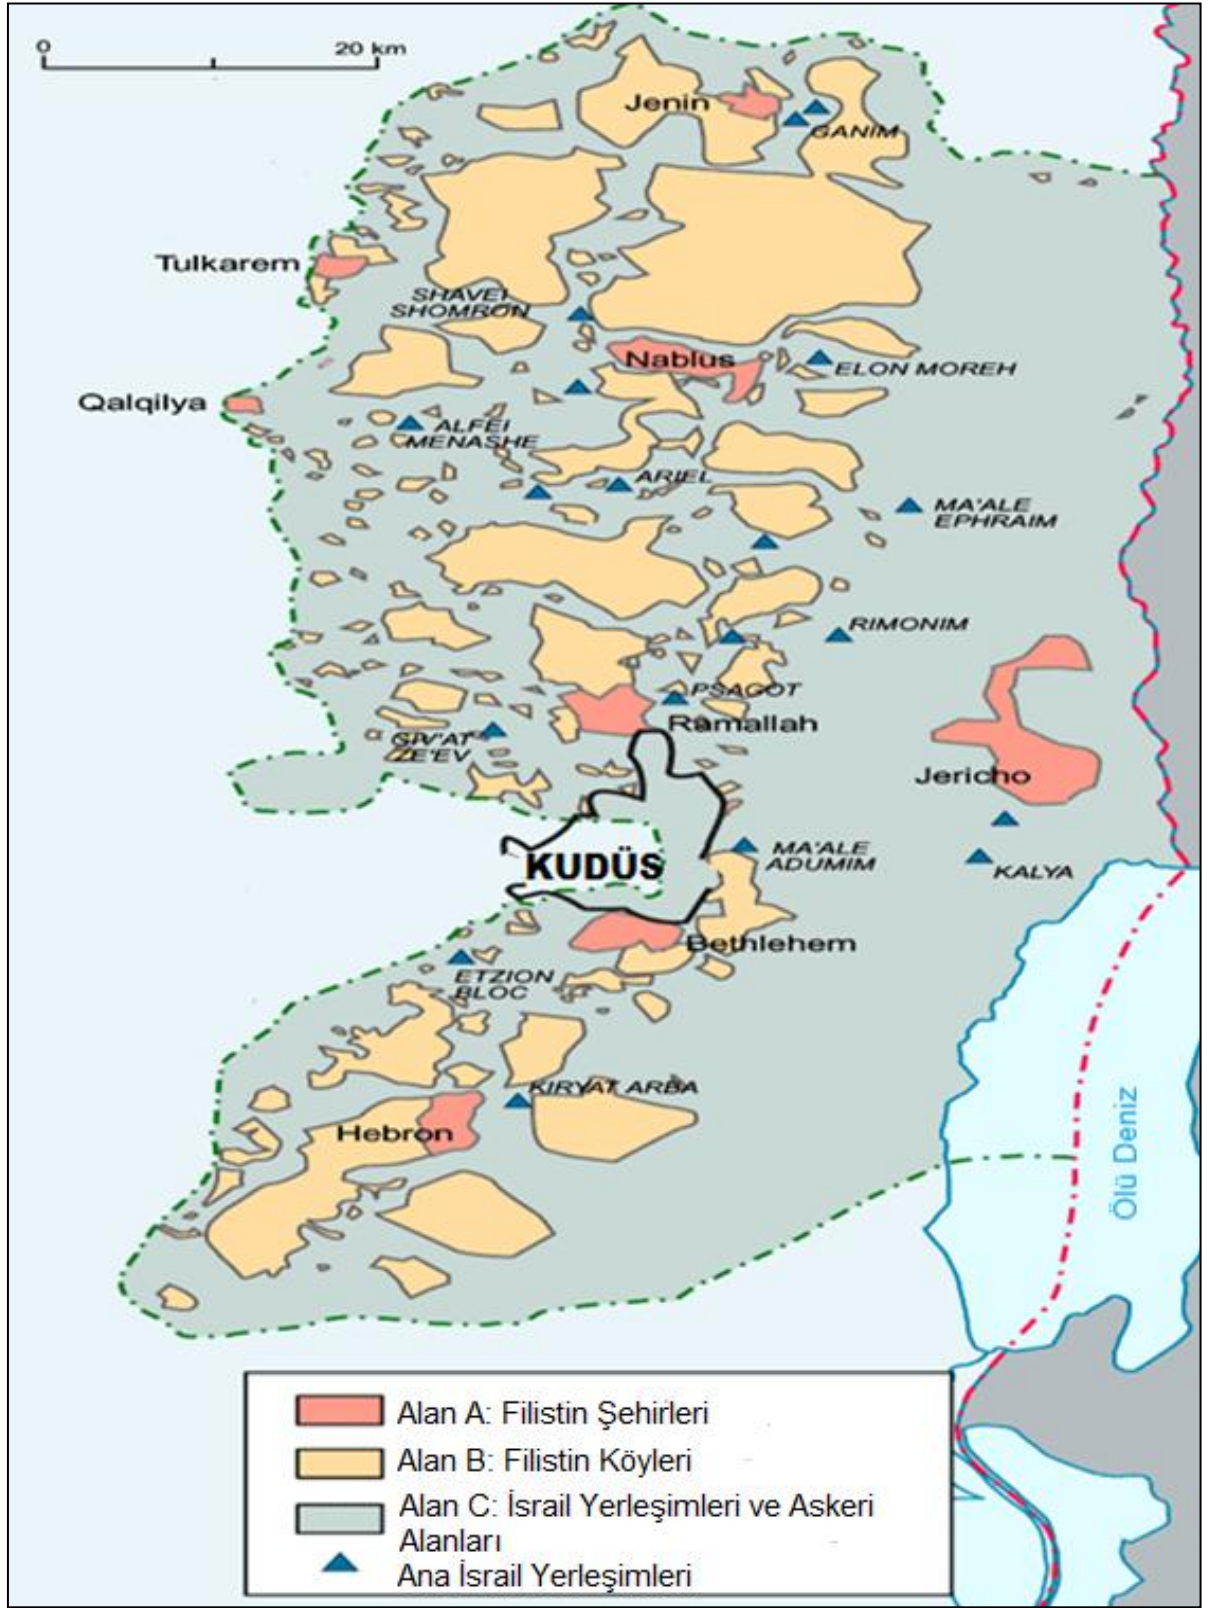 0
20 km
Jenin
GANIM
Tulkarem
SHAVEI
SHOMRON
Nablus
ELON MOREH
Qalqilya
ALFEI
MENASHE
ARIEL
MA'ALE
EPHRAIM
RIMONIM
PSAGOT
Ramallah
GIV'AT
ZE'EV
Jericho
KUDÜS
MA'ALE
ADUMIM
KALYA
Bethlehem
ETZION
BLOC
KIRYAT ARBA
Hebron
Ölü Deniz
Alan A: Filistin Şehirleri
Alan B: Filistin Köyleri
Alan C: İsrail Yerleşimleri ve Askeri
Alanları
Ana İsrail Yerleşimleri